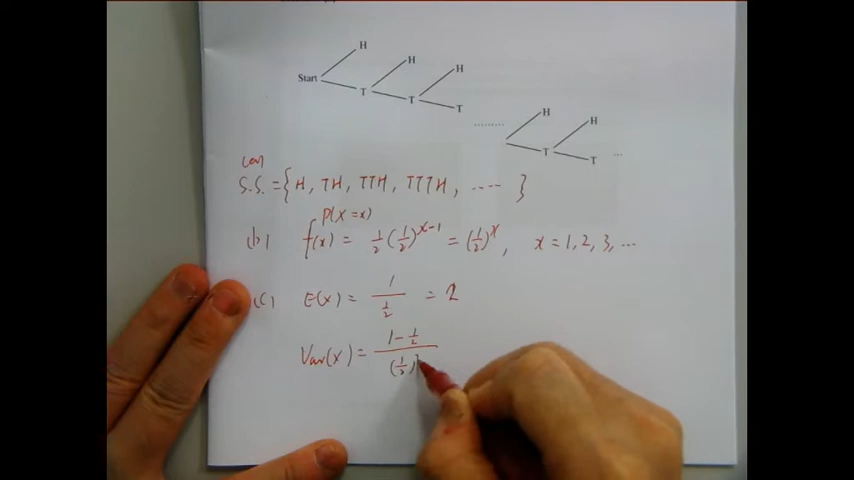 H
H
H
Start
T
T
T
........
H
H
T
T
...
(a)
S.S. = { H, TH, TTH, TTTH, ---- }
P(X = x)
(b) f(x) = 1/2 (1/2)^(x-1) = (1/2)^x, x = 1, 2, 3, ...
(c) E(X) = 1 / (1/2) = 2
Var(X) = (1 - 1/2) / (1/2)